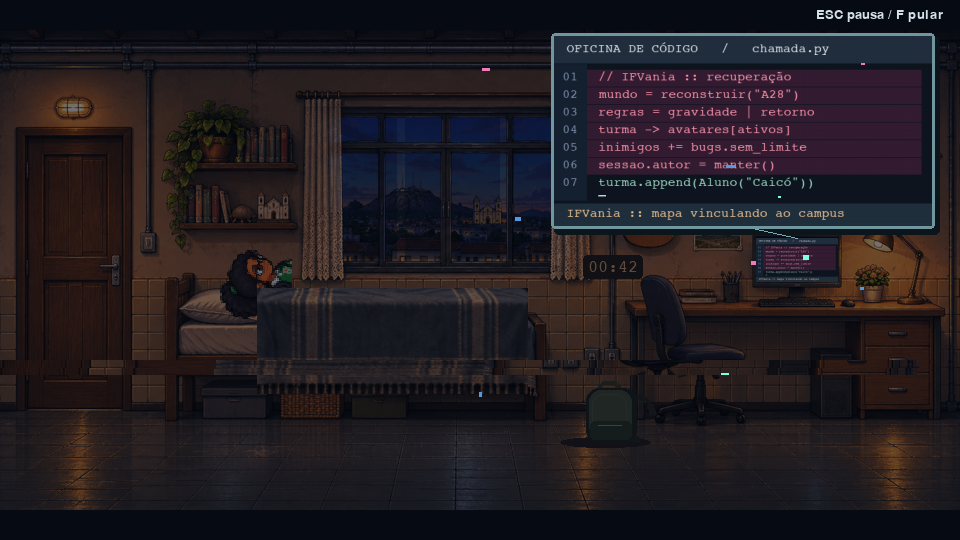 ESC pausa / F pular
OFICINA DE CÓDIGO / chamada.py
01 // IFVania :: recuperação
02 mundo = reconstruir("A28")
03 regras = gravidade | retorno
04 turma -> avatares[ativos]
05 inimigos += bugs.sem_limite
06 sessao.autor = master()
07 turma.append(Aluno("Caicó"))
IFVania :: mapa vinculando ao campus
00:42